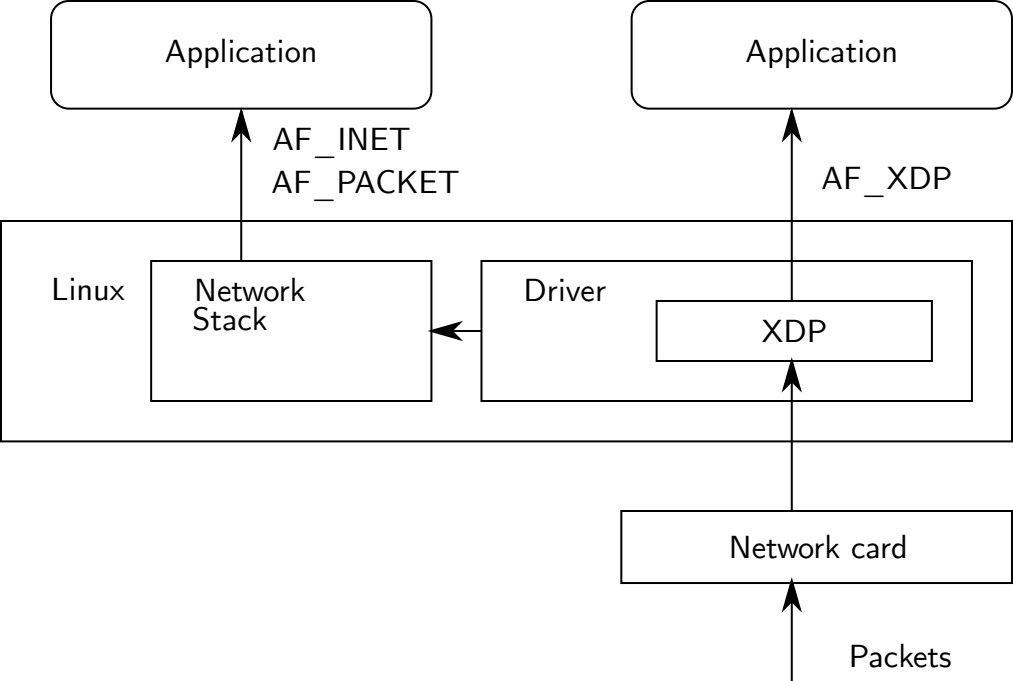 Application
Application
AF_INET
AF_PACKET
AF_XDP
Linux
Network
Stack
Driver
XDP
Network card
Packets